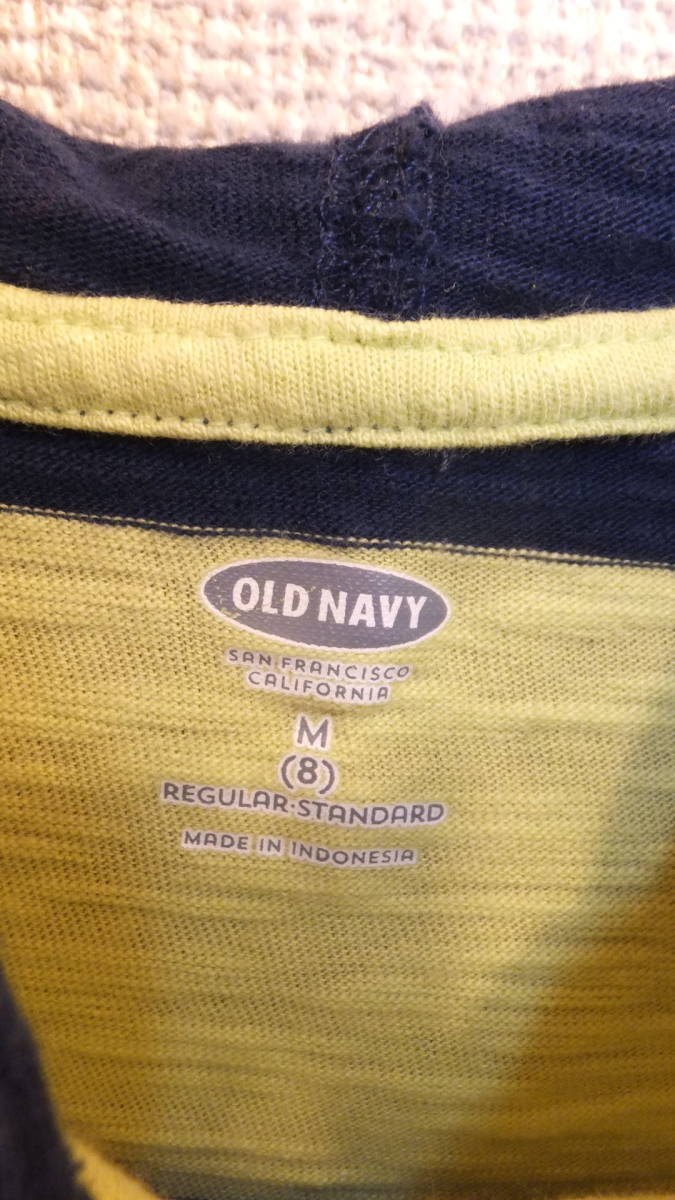 OLD NAVY
SAN FRANCISCO
CALIFORNIA
M
(8)
REGULAR·STANDARD
MADE IN INDONESIA